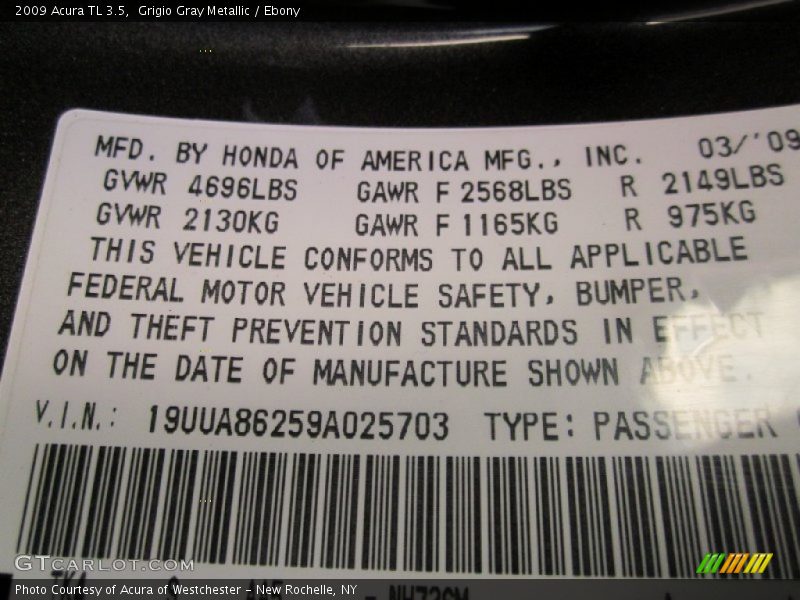 2009 Acura TL 3.5,  Grigio Gray Metallic / Ebony
MFD. BY HONDA OF AMERICA MFG., INC. 03/'09
GVWR 4696LBS GAWR F 2568LBS R 2149LBS
GVWR 2130KG GAWR F 1165KG R 975KG
THIS VEHICLE CONFORMS TO ALL APPLICABLE
FEDERAL MOTOR VEHICLE SAFETY, BUMPER,
AND THEFT PREVENTION STANDARDS IN EFFECT
ON THE DATE OF MANUFACTURE SHOWN ABOVE.
V.I.N.: 19UUA86259A025703 TYPE: PASSENGER
GTCARLOT.COM
Photo Courtesy of Acura of Westchester - New Rochelle, NY